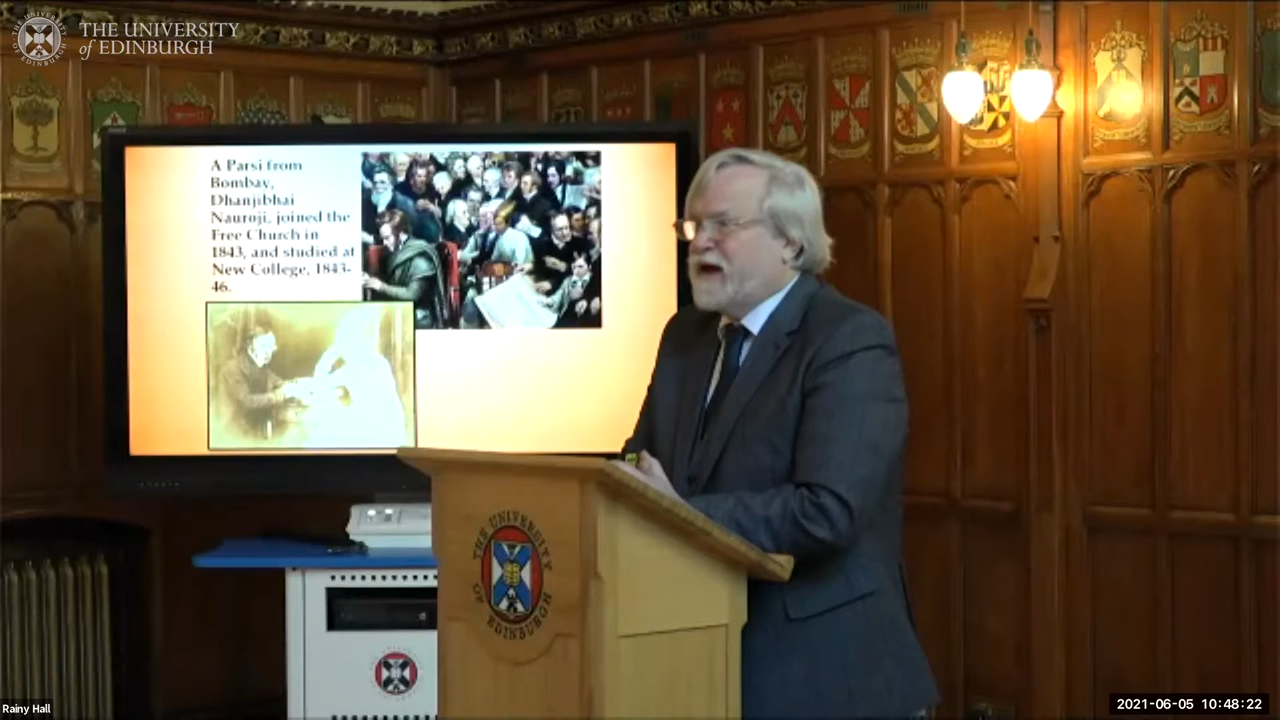 THE UNIVERSITY
of EDINBURGH
A Parsi from
Bombay,
Dhanjibhai
Nauroji, joined the
Free Church in
1843, and studied at
New College, 1843-
46.
THE UNIVERSITY
OF EDINBURGH
Rainy Hall
2021-06-05 10:48:22